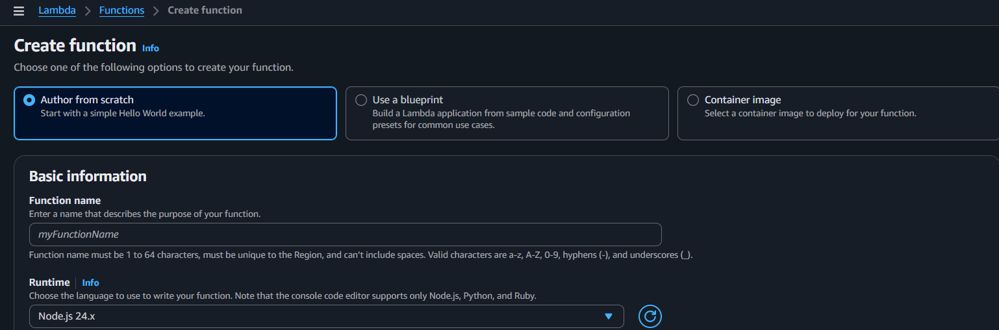 Lambda > Functions > Create function
Create function Info
Choose one of the following options to create your function.
Author from scratch
Start with a simple Hello World example.
Use a blueprint
Build a Lambda application from sample code and configuration
presets for common use cases.
Container image
Select a container image to deploy for your function.
Basic information
Function name
Enter a name that describes the purpose of your function.
myFunctionName
Function name must be 1 to 64 characters, must be unique to the Region, and can’t include spaces. Valid characters are a-z, A-Z, 0-9, hyphens (-), and underscores (_).
Runtime | Info
Choose the language to use to write your function. Note that the console code editor supports only Node.js, Python, and Ruby.
Node.js 24.x